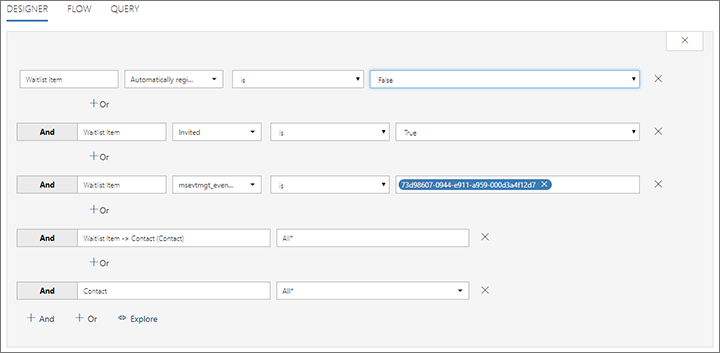 DESIGNER FLOW QUERY
Waitlist Item Automatically regi... is False
Or
And Waitlist Item Invited is True
Or
And Waitlist Item msevtmgt_even... is 73d98607-0944-e911-a959-000d3a4f12d7
Or
And Waitlist Item -> Contact (Contact) All*
Or
And Contact All*
And Or Explore